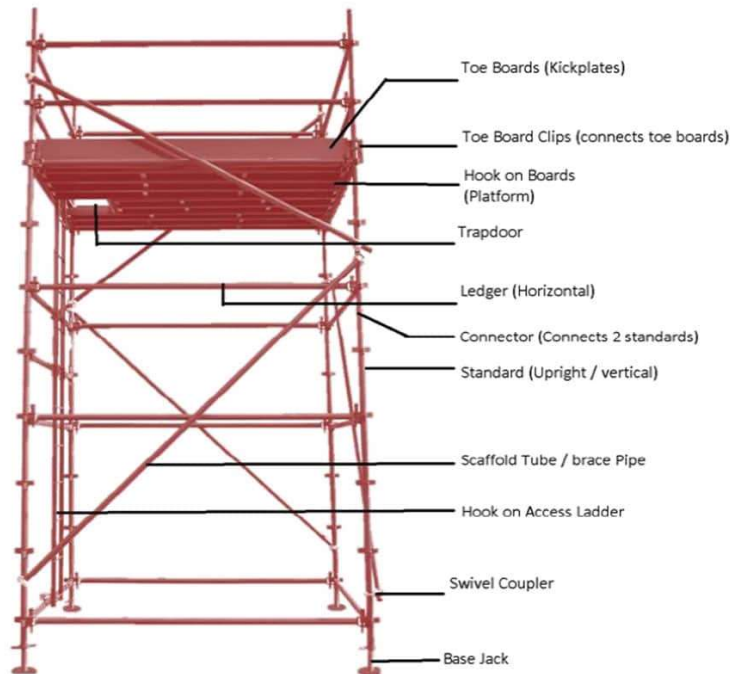 Toe Boards (Kickplates)
Toe Board Clips (connects toe boards)
Hook on Boards
(Platform)
Trapdoor
Ledger (Horizontal)
Connector (Connects 2 standards)
Standard (Upright / vertical)
Scaffold Tube / brace Pipe
Hook on Access Ladder
Swivel Coupler
Base Jack